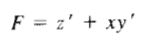 F = z′ + xy′